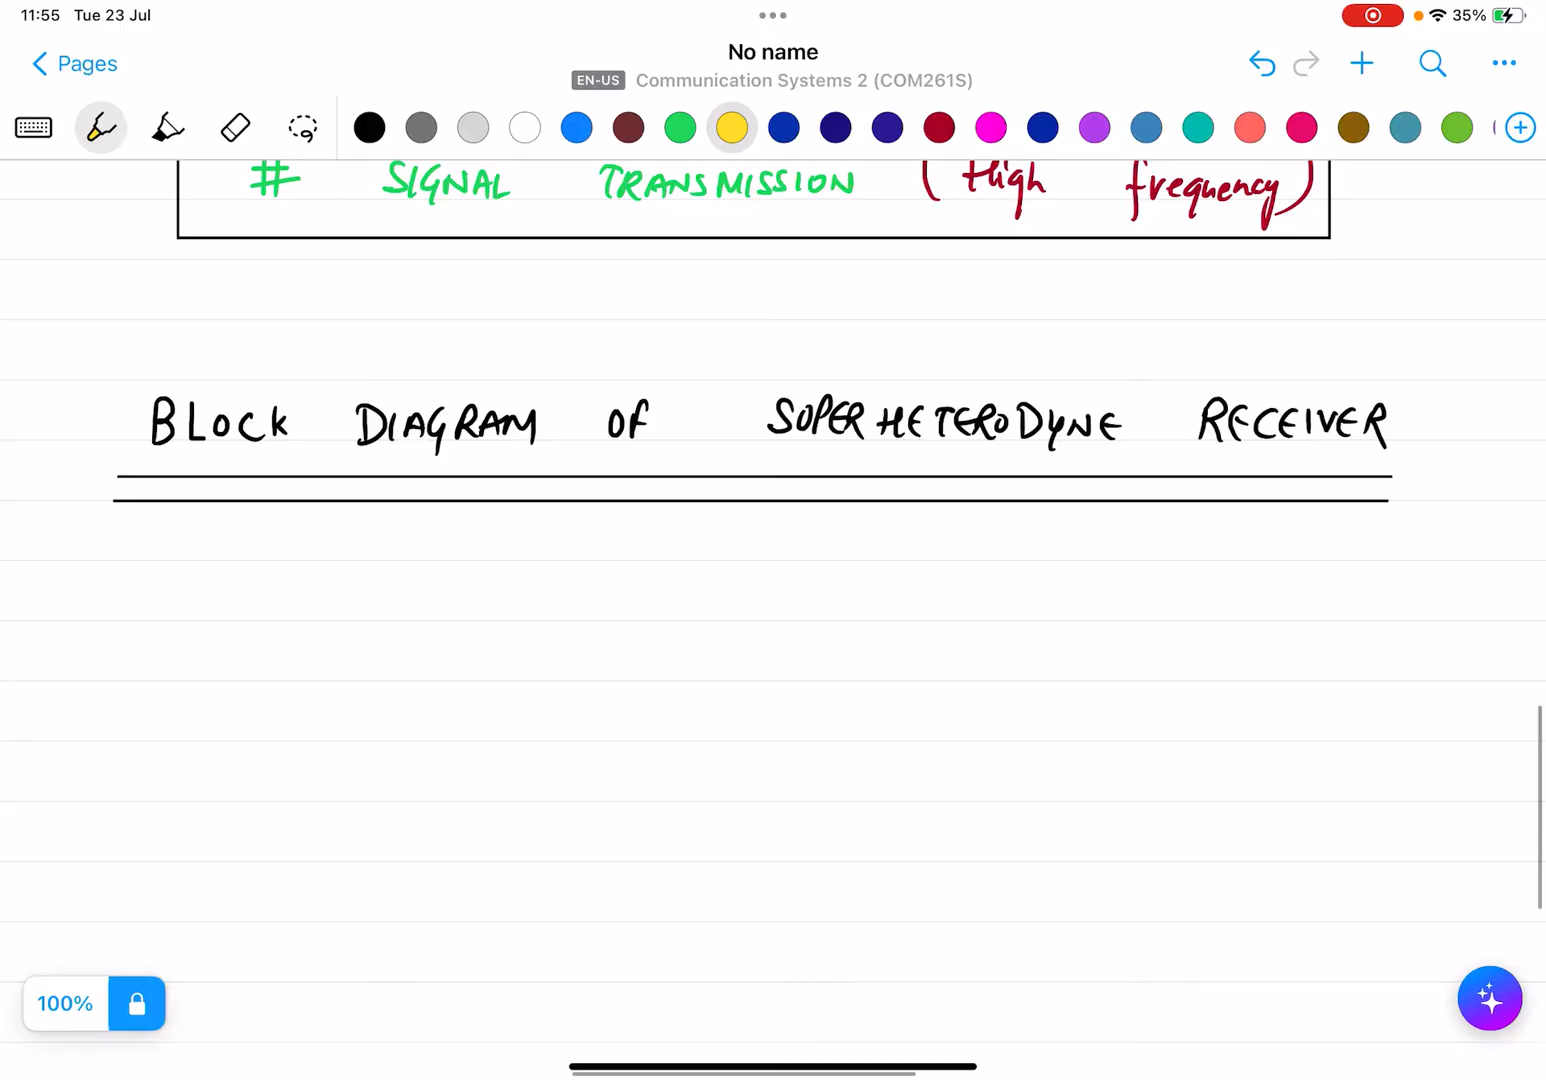 11:55 Tue 23 Jul
35%
Pages
No name
EN-US Communication Systems 2 (COM261S)
# SIGNAL TRANSMISSION (High frequency)
BLOCK DIAGRAM OF SUPERHETERODYNE RECEIVER
100%